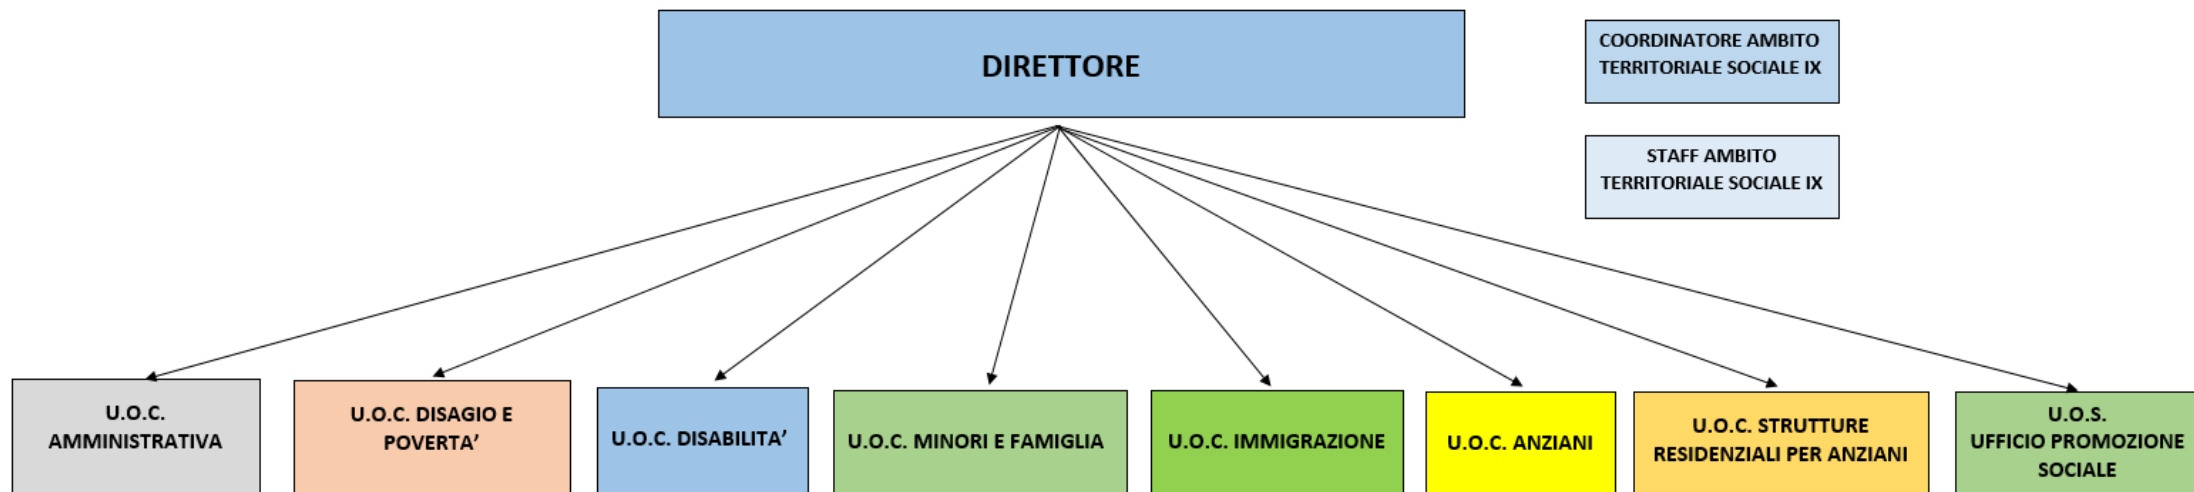 DIRETTORE
COORDINATORE AMBITO
TERRITORIALE SOCIALE IX
STAFF AMBITO
TERRITORIALE SOCIALE IX
U.O.C.
AMMINISTRATIVA
U.O.C. DISAGIO E
POVERTA’
U.O.C. DISABILITA’
U.O.C. MINORI E FAMIGLIA
U.O.C. IMMIGRAZIONE
U.O.C. ANZIANI
U.O.C. STRUTTURE
RESIDENZIALI PER ANZIANI
U.O.S.
UFFICIO PROMOZIONE
SOCIALE